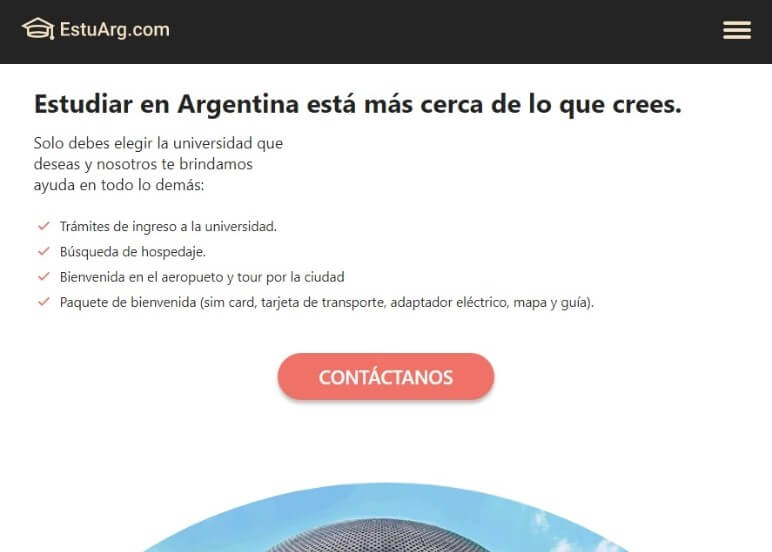 EstuArg.com
Estudiar en Argentina está más cerca de lo que crees.
Solo debes elegir la universidad que
deseas y nosotros te brindamos
ayuda en todo lo demás:
Trámites de ingreso a la universidad.
Búsqueda de hospedaje.
Bienvenida en el aeropueto y tour por la ciudad
Paquete de bienvenida (sim card, tarjeta de transporte, adaptador eléctrico, mapa y guía).
CONTÁCTANOS